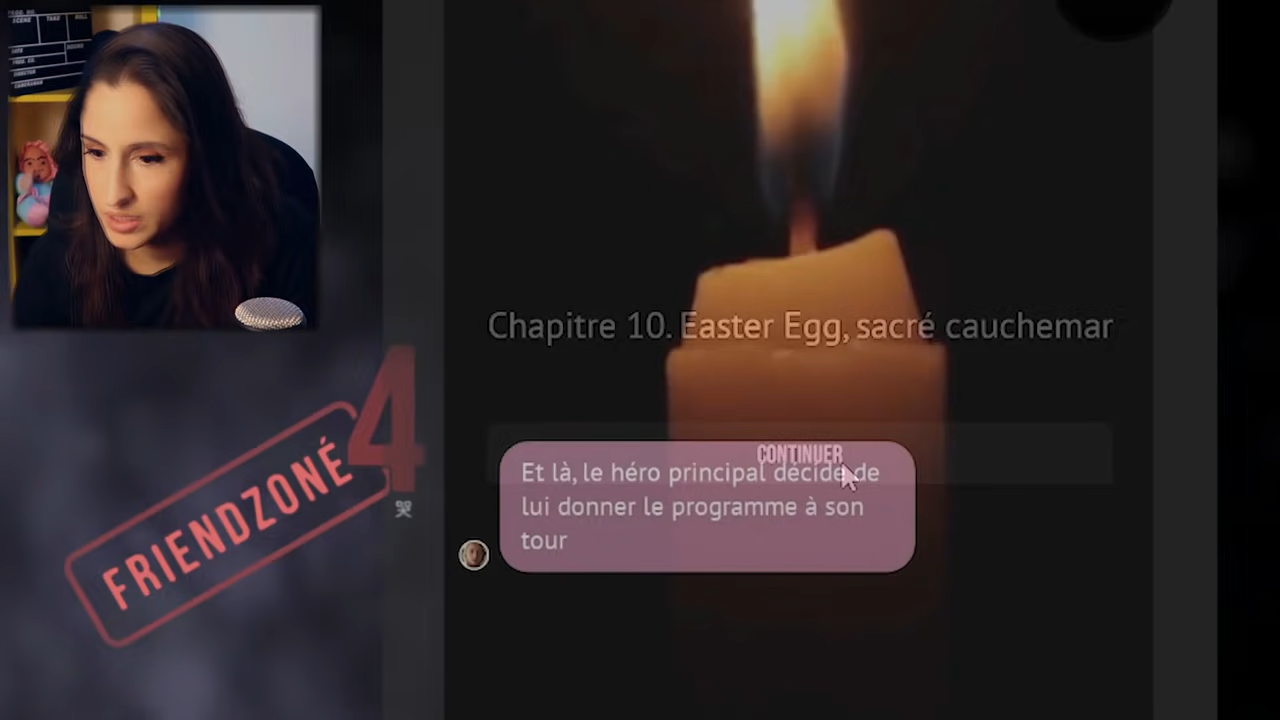 Chapitre 10. Easter Egg, sacré cauchemar
CONTINUER
Et là, le héro principal décide de
lui donner le programme à son
tour
4
FRIENDZONÉ
哭